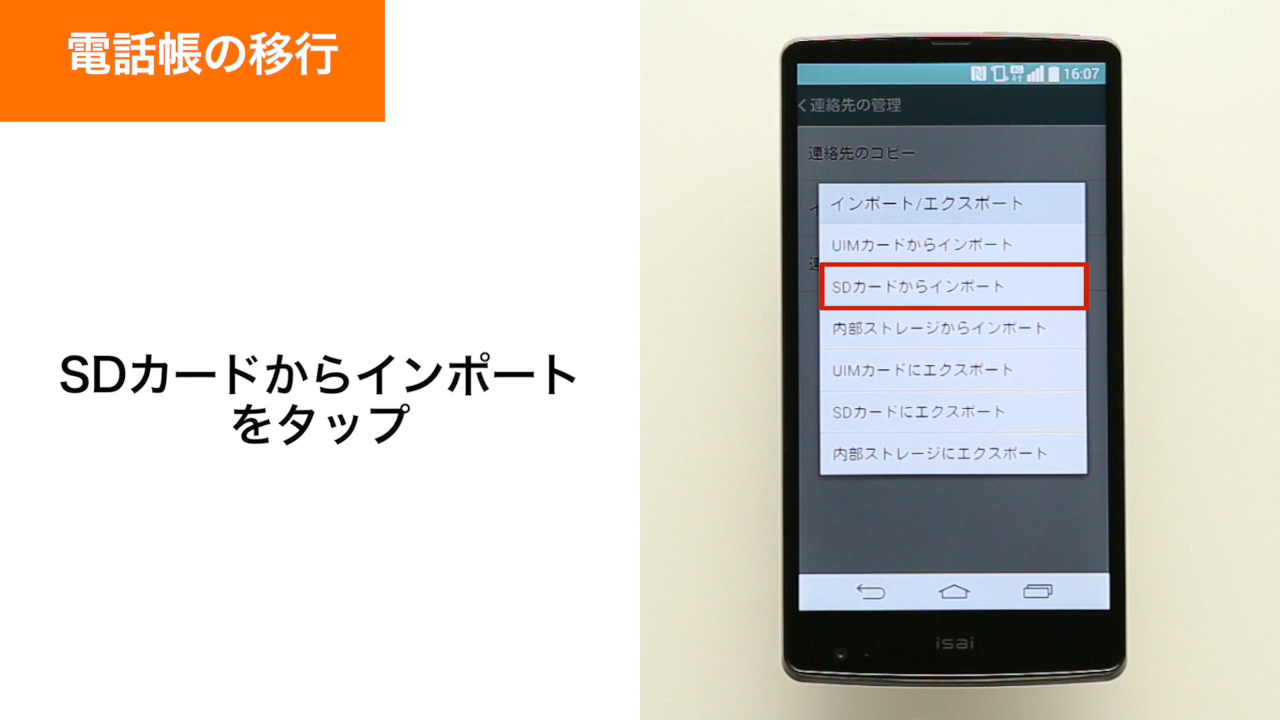 電話帳の移行
SDカードからインポート
をタップ
16:07
連絡先の管理
連絡先のコピー
インポート/エクスポート
UIMカードからインポート
SDカードからインポート
内部ストレージからインポート
UIMカードにエクスポート
SDカードにエクスポート
内部ストレージにエクスポート
isai